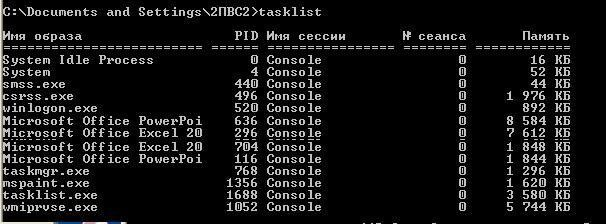 C:\Documents and Settings\2ПВС2>tasklist
Имя образа PID Имя сессии № сеанса Память
========================= ====== ================ ======== ============
System Idle Process 0 Console 0 16 КБ
System 4 Console 0 52 КБ
smss.exe 440 Console 0 44 КБ
csrss.exe 496 Console 0 1 976 КБ
winlogon.exe 520 Console 0 892 КБ
Microsoft Office PowerPoi 636 Console 0 8 584 КБ
Microsoft Office Excel 20 296 Console 0 7 612 КБ
Microsoft Office Excel 20 704 Console 0 1 848 КБ
Microsoft Office PowerPoi 116 Console 0 1 844 КБ
taskmgr.exe 768 Console 0 1 296 КБ
mspaint.exe 1356 Console 0 1 620 КБ
tasklist.exe 1688 Console 0 3 580 КБ
wmiprvse.exe 1052 Console 0 5 744 КБ